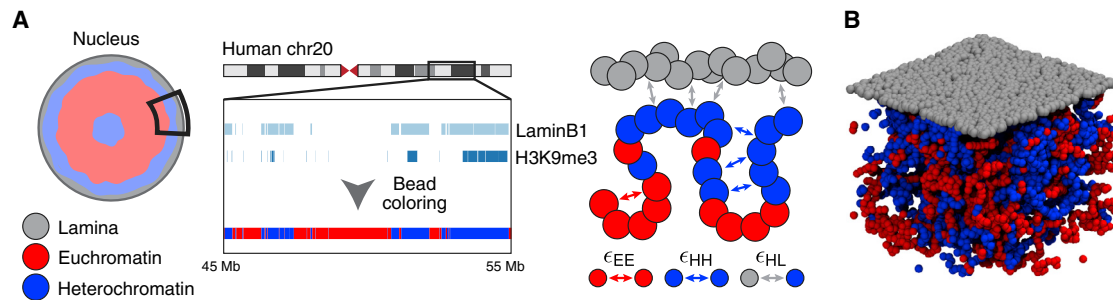 A
B
Nucleus
Human chr20
LaminB1
H3K9me3
Bead
coloring
Lamina
Euchromatin
Heterochromatin
45 Mb
55 Mb
ϵEE
ϵHH
ϵHL